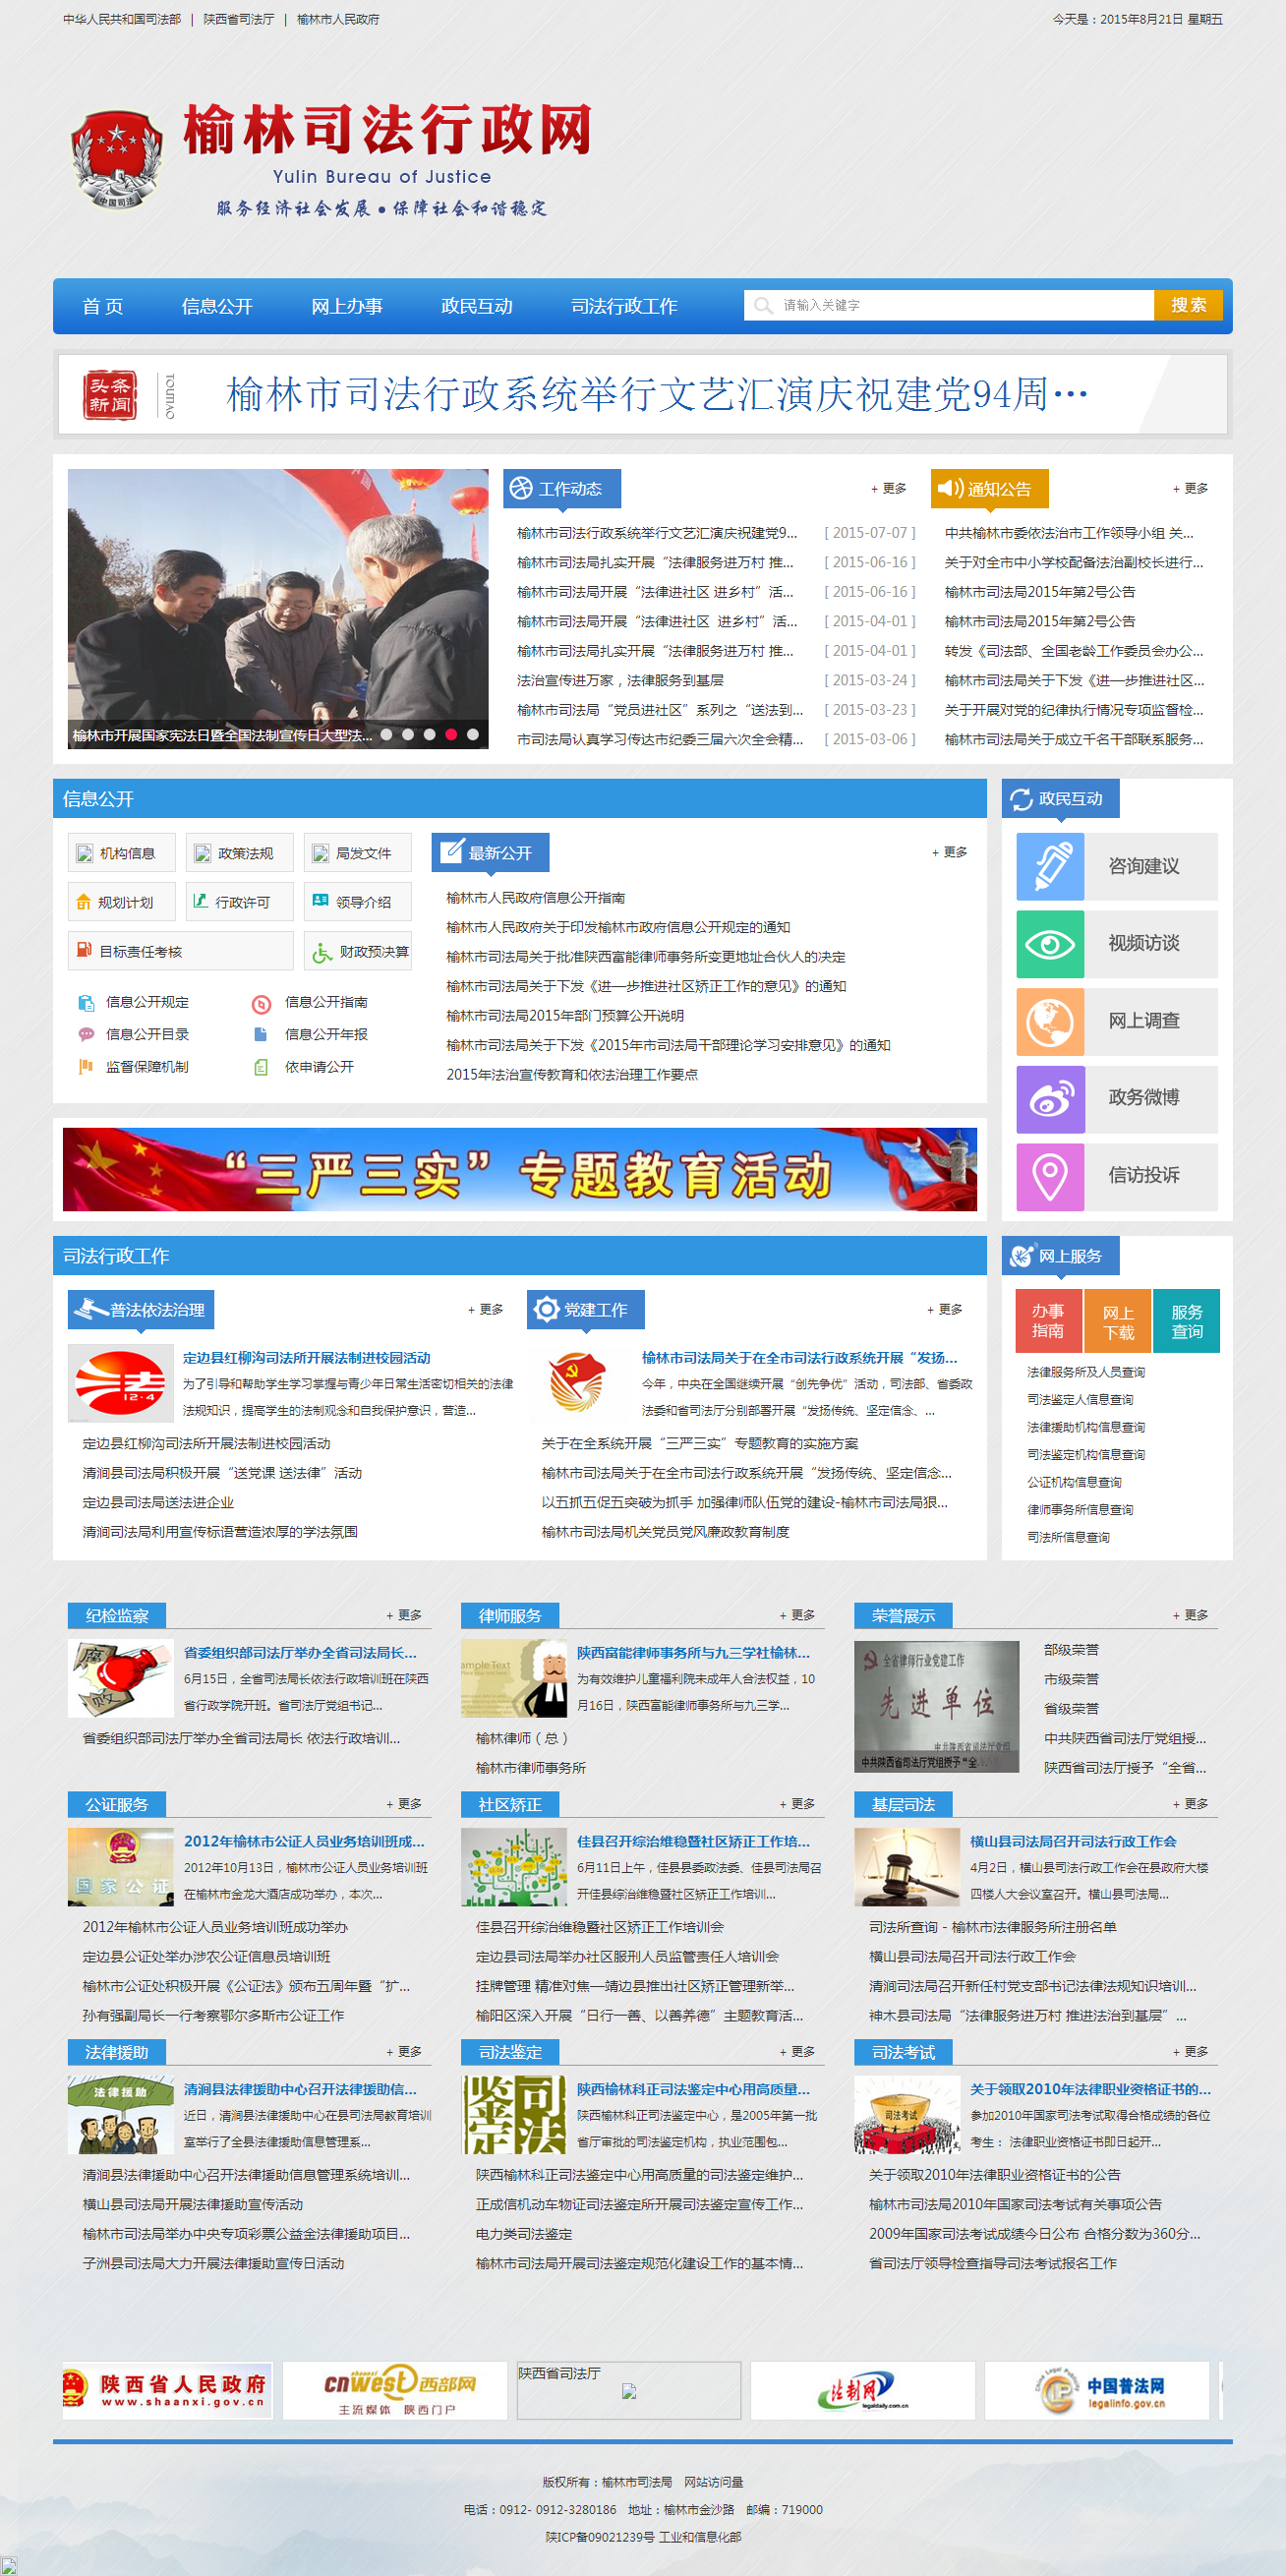 中华人民共和国司法部 | 陕西省司法厅 | 榆林市人民政府
今天是：2015年8月21日 星期五
中国司法
榆林司法行政网
Yulin Bureau of Justice
服务经济社会发展●保障社会和谐稳定
首 页 信息公开 网上办事 政民互动 司法行政工作
请输入关键字 搜 索
头条新闻
TOUTIAO
榆林市司法行政系统举行文艺汇演庆祝建党94周…
榆林市开展国家宪法日暨全国法制宣传日大型法...
工作动态 + 更多
榆林市司法行政系统举行文艺汇演庆祝建党9... [ 2015-07-07 ]
榆林市司法局扎实开展“法律服务进万村 推... [ 2015-06-16 ]
榆林市司法局开展“法律进社区 进乡村”活... [ 2015-06-16 ]
榆林市司法局开展“法律进社区 进乡村”活... [ 2015-04-01 ]
榆林市司法局扎实开展“法律服务进万村 推... [ 2015-04-01 ]
法治宣传进万家，法律服务到基层 [ 2015-03-24 ]
榆林市司法局“党员进社区”系列之“送法到... [ 2015-03-23 ]
市司法局认真学习传达市纪委三届六次全会精... [ 2015-03-06 ]
通知公告 + 更多
中共榆林市委依法治市工作领导小组 关...
关于对全市中小学校配备法治副校长进行...
榆林市司法局2015年第2号公告
榆林市司法局2015年第2号公告
转发《司法部、全国老龄工作委员会办公...
榆林市司法局关于下发《进一步推进社区...
关于开展对党的纪律执行情况专项监督检...
榆林市司法局关于成立千名干部联系服务...
信息公开
机构信息 政策法规 局发文件
规划计划 行政许可 领导介绍
目标责任考核 财政预决算
信息公开规定 信息公开指南
信息公开目录 信息公开年报
监督保障机制 依申请公开
最新公开 + 更多
榆林市人民政府信息公开指南
榆林市人民政府关于印发榆林市政府信息公开规定的通知
榆林市司法局关于批准陕西富能律师事务所变更地址合伙人的决定
榆林市司法局关于下发《进一步推进社区矫正工作的意见》的通知
榆林市司法局2015年部门预算公开说明
榆林市司法局关于下发《2015年市司法局干部理论学习安排意见》的通知
2015年法治宣传教育和依法治理工作要点
政民互动
咨询建议
视频访谈
网上调查
政务微博
信访投诉
“三严三实”专题教育活动
司法行政工作
普法依法治理 + 更多
12·4
定边县红柳沟司法所开展法制进校园活动
为了引导和帮助学生学习掌握与青少年日常生活密切相关的法律
法规知识，提高学生的法制观念和自我保护意识，营造...
定边县红柳沟司法所开展法制进校园活动
清涧县司法局积极开展“送党课 送法律”活动
定边县司法局送法进企业
清涧司法局利用宣传标语营造浓厚的学法氛围
党建工作 + 更多
榆林市司法局关于在全市司法行政系统开展“发扬...
今年，中央在全国继续开展“创先争优”活动，司法部、省委政
法委和省司法厅分别部署开展“发扬传统、坚定信念、...
关于在全系统开展“三严三实”专题教育的实施方案
榆林市司法局关于在全市司法行政系统开展“发扬传统、坚定信念...
以五抓五促五突破为抓手 加强律师队伍党的建设-榆林市司法局狠...
榆林市司法局机关党员党风廉政教育制度
网上服务
办事指南 网上下载 服务查询
法律服务所及人员查询
司法鉴定人信息查询
法律援助机构信息查询
司法鉴定机构信息查询
公证机构信息查询
律师事务所信息查询
司法所信息查询
纪检监察 + 更多
腐
败
省委组织部司法厅举办全省司法局长...
6月15日，全省司法局长依法行政培训班在陕西
省行政学院开班。省司法厅党组书记...
省委组织部司法厅举办全省司法局长 依法行政培训...
律师服务 + 更多
ample Text
陕西富能律师事务所与九三学社榆林...
为有效维护儿童福利院未成年人合法权益，10
月16日，陕西富能律师事务所与九三学...
榆林律师（总）
榆林市律师事务所
荣誉展示 + 更多
全省律师行业党建工作
先进单位
中共陕西省司法厅党组
中共陕西省司法厅党组授予“全...
部级荣誉
市级荣誉
省级荣誉
中共陕西省司法厅党组授...
陕西省司法厅授予“全省...
公证服务 + 更多
国家公证
2012年榆林市公证人员业务培训班成...
2012年10月13日，榆林市公证人员业务培训班
在榆林市金龙大酒店成功举办，本次...
2012年榆林市公证人员业务培训班成功举办
定边县公证处举办涉农公证信息员培训班
榆林市公证处积极开展《公证法》颁布五周年暨“扩...
孙有强副局长一行考察鄂尔多斯市公证工作
社区矫正 + 更多
佳县召开综治维稳暨社区矫正工作培...
6月11日上午，佳县县委政法委、佳县司法局召
开佳县综治维稳暨社区矫正工作培训...
佳县召开综治维稳暨社区矫正工作培训会
定边县司法局举办社区服刑人员监管责任人培训会
挂牌管理 精准对焦—靖边县推出社区矫正管理新举...
榆阳区深入开展“日行一善、以善养德”主题教育活...
基层司法 + 更多
横山县司法局召开司法行政工作会
4月2日，横山县司法行政工作会在县政府大楼
四楼人大会议室召开。横山县司法局...
司法所查询 - 榆林市法律服务所注册名单
横山县司法局召开司法行政工作会
清涧司法局召开新任村党支部书记法律法规知识培训...
神木县司法局“法律服务进万村 推进法治到基层”...
法律援助 + 更多
法律援助
清涧县法律援助中心召开法律援助信...
近日，清涧县法律援助中心在县司法局教育培训
室举行了全县法律援助信息管理系...
清涧县法律援助中心召开法律援助信息管理系统培训...
横山县司法局开展法律援助宣传活动
榆林市司法局举办中央专项彩票公益金法律援助项目...
子洲县司法局大力开展法律援助宣传日活动
司法鉴定 + 更多
鉴定司法
陕西榆林科正司法鉴定中心用高质量...
陕西榆林科正司法鉴定中心，是2005年第一批
省厅审批的司法鉴定机构，执业范围包...
陕西榆林科正司法鉴定中心用高质量的司法鉴定维护...
正成信机动车物证司法鉴定所开展司法鉴定宣传工作...
电力类司法鉴定
榆林市司法局开展司法鉴定规范化建设工作的基本情...
司法考试 + 更多
司法考试
关于领取2010年法律职业资格证书的...
参加2010年国家司法考试取得合格成绩的各位
考生： 法律职业资格证书即日起开...
关于领取2010年法律职业资格证书的公告
榆林市司法局2010年国家司法考试有关事项公告
2009年国家司法考试成绩今日公布 合格分数为360分...
省司法厅领导检查指导司法考试报名工作
陕西省人民政府
www.shaanxi.gov.cn
cnwest西部网
主流媒体 陕西门户
陕西省司法厅
法制网
legaldaily.com.cn
中国普法网
legalinfo.gov.cn
版权所有：榆林市司法局 网站访问量
电话：0912- 0912-3280186 地址：榆林市金沙路 邮编：719000
陕ICP备09021239号 工业和信息化部